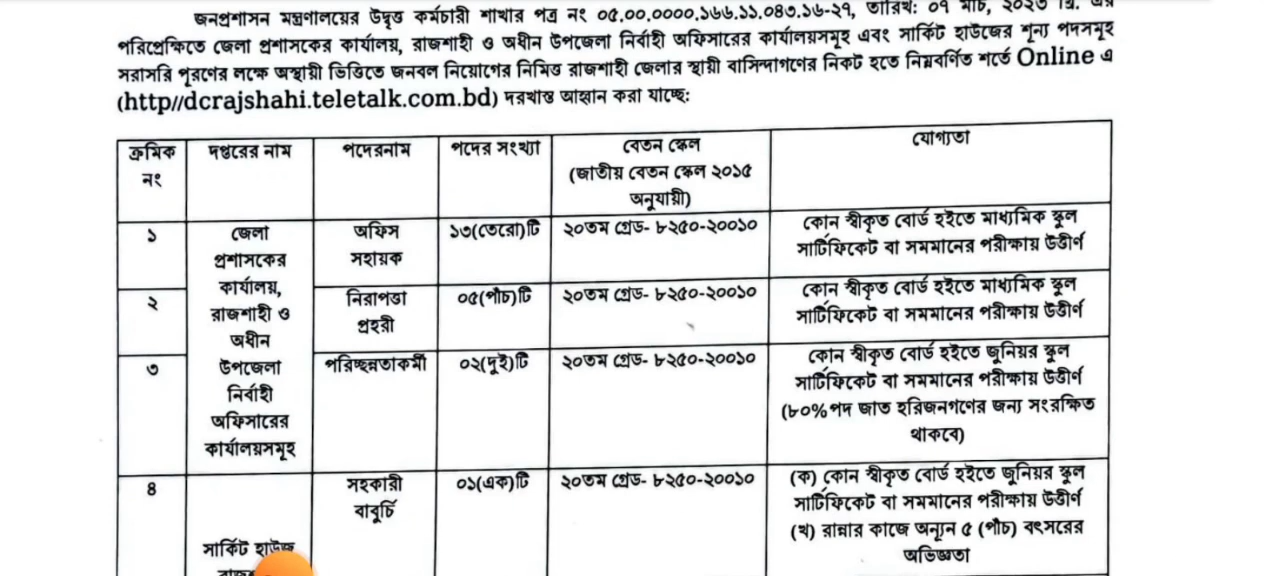 জনপ্রশাসন মন্ত্রণালয়ের উদ্বৃত্ত কর্মচারী শাখার পত্র নং ০৫.০০.০০০০.১৬৬.১১.০৪৩.১৬-২৭, তারিখ: ০৭ মার্চ, ২০২৩ খ্রি. এর
পরিপ্রেক্ষিতে জেলা প্রশাসকের কার্যালয়, রাজশাহী ও অধীন উপজেলা নির্বাহী অফিসারের কার্যালয়সমূহ এবং সার্কিট হাউজের শূন্য পদসমূহ
সরাসরি পূরণের লক্ষে অস্থায়ী ভিত্তিতে জনবল নিয়োগের নিমিত্ত রাজশাহী জেলার স্থায়ী বাসিন্দাগণের নিকট হতে নিম্নবর্ণিত শর্তে Online এ
(http//dcrajshahi.teletalk.com.bd) দরখাস্ত আহ্বান করা যাচ্ছে:
ক্রমিক
নং
দপ্তরের নাম
পদেরনাম
পদের সংখ্যা
বেতন স্কেল
(জাতীয় বেতন স্কেল ২০১৫
অনুযায়ী)
যোগ্যতা
১
জেলা
প্রশাসকের
কার্যালয়,
রাজশাহী ও
অধীন
উপজেলা
নির্বাহী
অফিসারের
কার্যালয়সমূহ
অফিস
সহায়ক
১৩(তেরো)টি
২০তম গ্রেড- ৮২৫০-২০০১০
কোন স্বীকৃত বোর্ড হইতে মাধ্যমিক স্কুল
সার্টিফিকেট বা সমমানের পরীক্ষায় উত্তীর্ণ
২
নিরাপত্তা
প্রহরী
০৫(পাঁচ)টি
২০তম গ্রেড- ৮২৫০-২০০১০
কোন স্বীকৃত বোর্ড হইতে মাধ্যমিক স্কুল
সার্টিফিকেট বা সমমানের পরীক্ষায় উত্তীর্ণ
৩
পরিচ্ছন্নতাকর্মী
০২(দুই)টি
২০তম গ্রেড- ৮২৫০-২০০১০
কোন স্বীকৃত বোর্ড হইতে জুনিয়র স্কুল
সার্টিফিকেট বা সমমানের পরীক্ষায় উত্তীর্ণ
(৮০%পদ জাত হরিজনগণের জন্য সংরক্ষিত
থাকবে)
৪
সার্কিট হাউজ
সহকারী
বাবুর্চি
০১(এক)টি
২০তম গ্রেড- ৮২৫০-২০০১০
(ক) কোন স্বীকৃত বোর্ড হইতে জুনিয়র স্কুল
সার্টিফিকেট বা সমমানের পরীক্ষায় উত্তীর্ণ
(খ) রান্নার কাজে অন্যূন ৫ (পাঁচ) বৎসরের
অভিজ্ঞতা